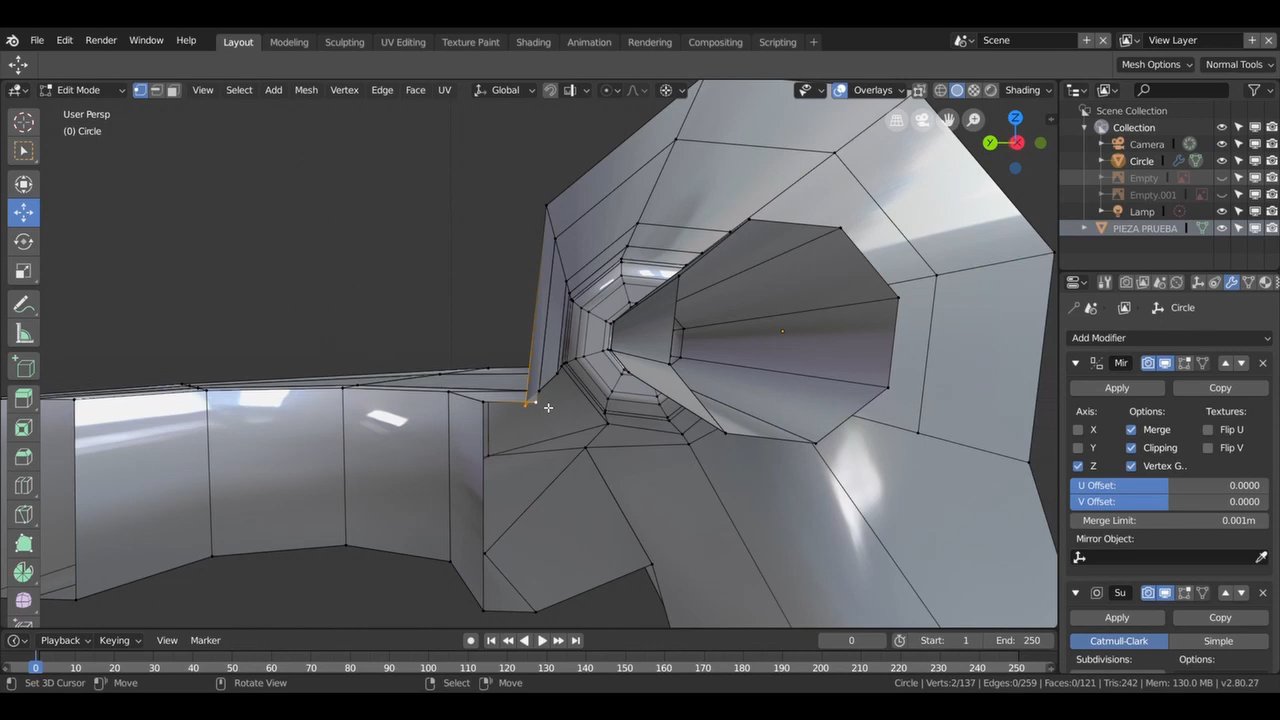 File Edit Render Window Help Layout Modeling Sculpting UV Editing Texture Paint Shading Animation Rendering Compositing Scripting + Scene View Layer
Mesh Options Normal Tools
Edit Mode View Select Add Mesh Vertex Edge Face UV Global Overlays Shading
User Persp
(0) Circle
Z
Y
X
Scene Collection
Collection
Camera
Circle
Empty
Empty.001
Lamp
PIEZA PRUEBA
Circle
Add Modifier
Mir
Apply Copy
Axis: Options: Textures:
X Merge Flip U
Y Clipping Flip V
Z Vertex G..
U Offset: 0.0000
V Offset: 0.0000
Merge Limit: 0.001m
Mirror Object:
Su
Apply Copy
Catmull-Clark Simple
Subdivisions: Options:
Playback Keying View Marker 0 Start: 1 End: 250
0 10 20 30 40 50 60 70 80 90 100 110 120 130 140 150 160 170 180 190 200 210 220 230 240 250
Set 3D Cursor Move Rotate View Select Move Circle | Verts:2/137 | Edges:0/259 | Faces:0/121 | Tris:242 | Mem: 130.0 MB | v2.80.27